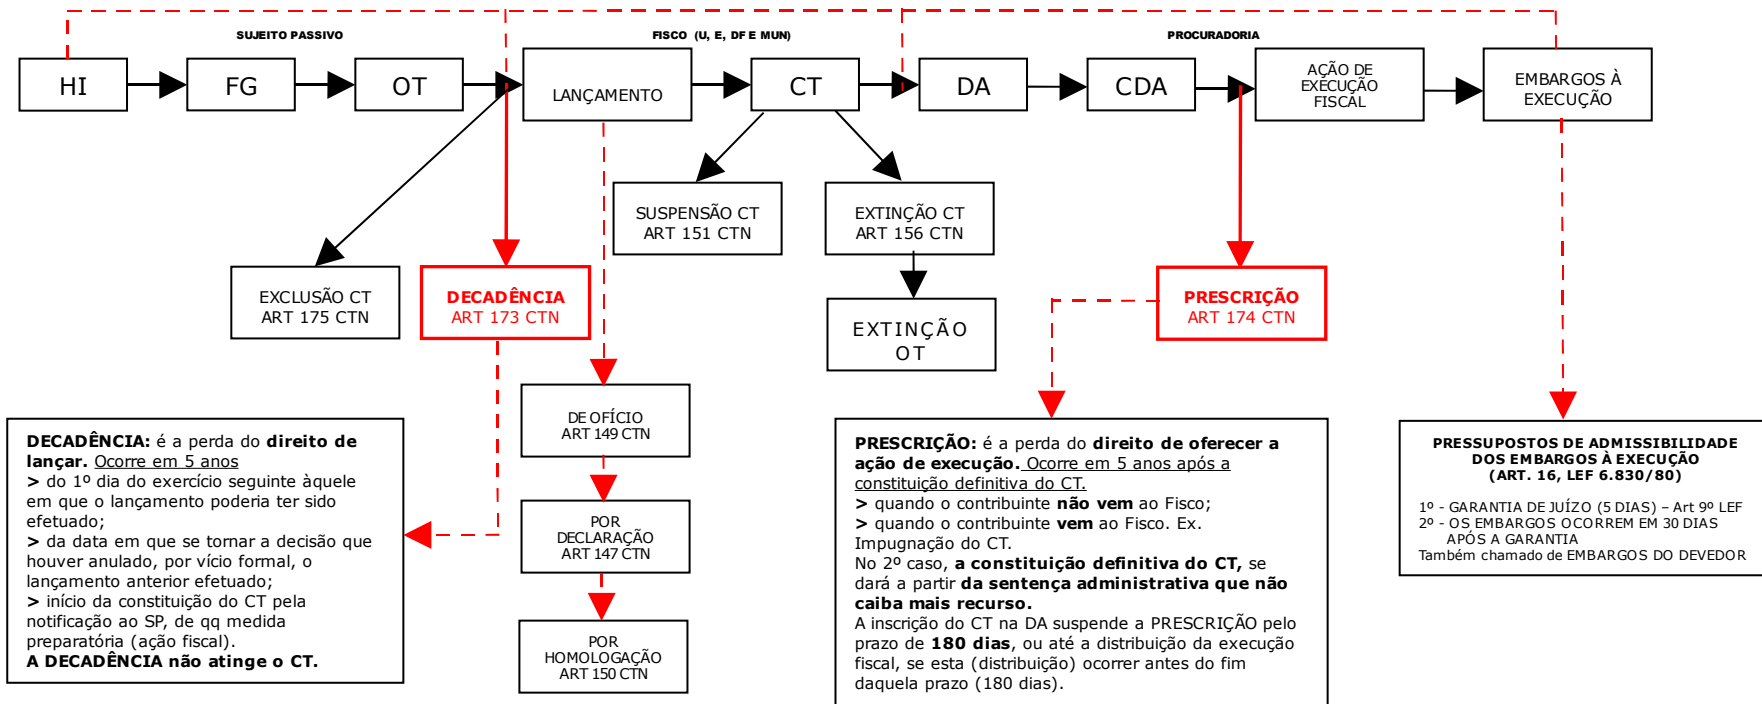 SUJEITO PASSIVO
FISCO (U, E, DF E MUN)
PROCURADORIA
HI
FG
OT
LANÇAMENTO
CT
DA
CDA
AÇÃO DE
EXECUÇÃO
FISCAL
EMBARGOS À
EXECUÇÃO
SUSPENSÃO CT
ART 151 CTN
EXTINÇÃO CT
ART 156 CTN
EXCLUSÃO CT
ART 175 CTN
DECADÊNCIA
ART 173 CTN
PRESCRIÇÃO
ART 174 CTN
EXTINÇÃO
OT
DE OFÍCIO
ART 149 CTN
POR
DECLARAÇÃO
ART 147 CTN
POR
HOMOLOGAÇÃO
ART 150 CTN
DECADÊNCIA: é a perda do direito de
lançar. Ocorre em 5 anos
> do 1º dia do exercício seguinte àquele
em que o lançamento poderia ter sido
efetuado;
> da data em que se tornar a decisão que
houver anulado, por vício formal, o
lançamento anterior efetuado;
> início da constituição do CT pela
notificação ao SP, de qq medida
preparatória (ação fiscal).
A DECADÊNCIA não atinge o CT.
PRESCRIÇÃO: é a perda do direito de oferecer a
ação de execução. Ocorre em 5 anos após a
constituição definitiva do CT.
> quando o contribuinte não vem ao Fisco;
> quando o contribuinte vem ao Fisco. Ex.
Impugnação do CT.
No 2º caso, a constituição definitiva do CT, se
dará a partir da sentença administrativa que não
caiba mais recurso.
A inscrição do CT na DA suspende a PRESCRIÇÃO pelo
prazo de 180 dias, ou até a distribuição da execução
fiscal, se esta (distribuição) ocorrer antes do fim
daquela prazo (180 dias).
PRESSUPOSTOS DE ADMISSIBILIDADE
DOS EMBARGOS À EXECUÇÃO
(ART. 16, LEF 6.830/80)
1º - GARANTIA DE JUÍZO (5 DIAS) – Art 9º LEF
2º - OS EMBARGOS OCORREM EM 30 DIAS
APÓS A GARANTIA
Também chamado de EMBARGOS DO DEVEDOR